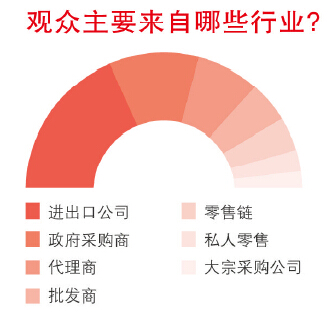 观众主要来自哪些行业?
进出口公司
政府采购商
代理商
批发商
零售链
私人零售
大宗采购公司